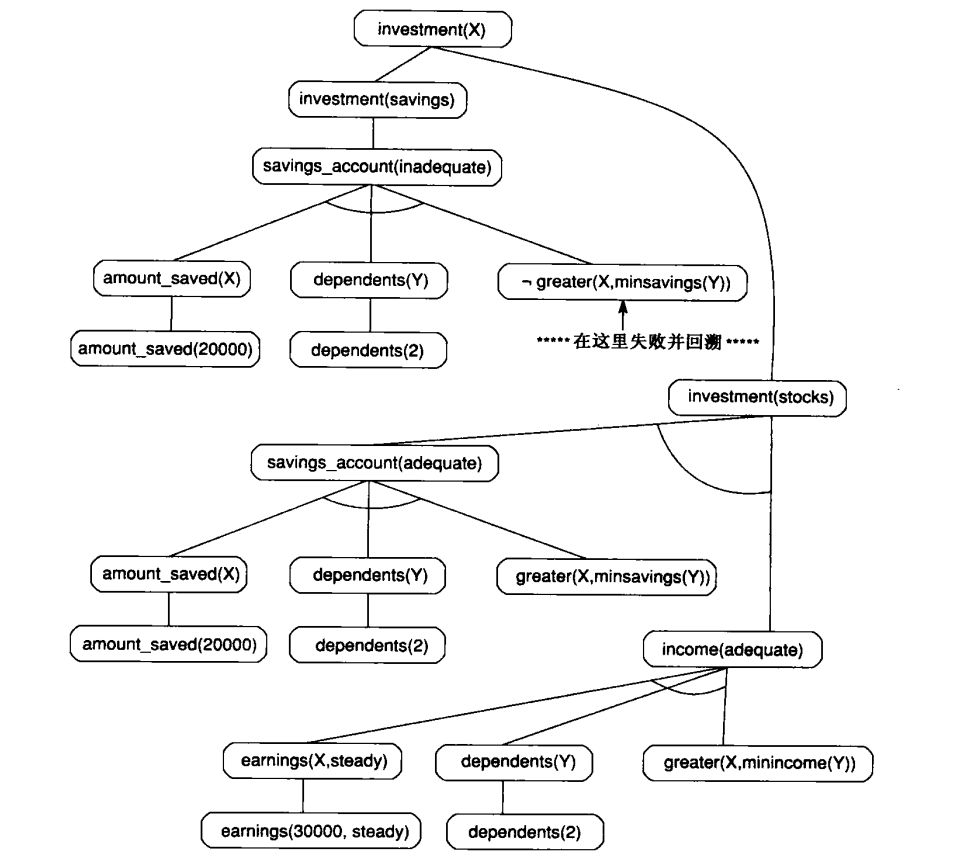 investment(X)
investment(savings)
savings_account(inadequate)
amount_saved(X)
dependents(Y)
¬ greater(X,minsavings(Y))
amount_saved(20000)
dependents(2)
***** 在这里失败并回溯 *****
investment(stocks)
savings_account(adequate)
amount_saved(X)
dependents(Y)
greater(X,minsavings(Y))
amount_saved(20000)
dependents(2)
income(adequate)
earnings(X,steady)
dependents(Y)
greater(X,minincome(Y))
earnings(30000, steady)
dependents(2)